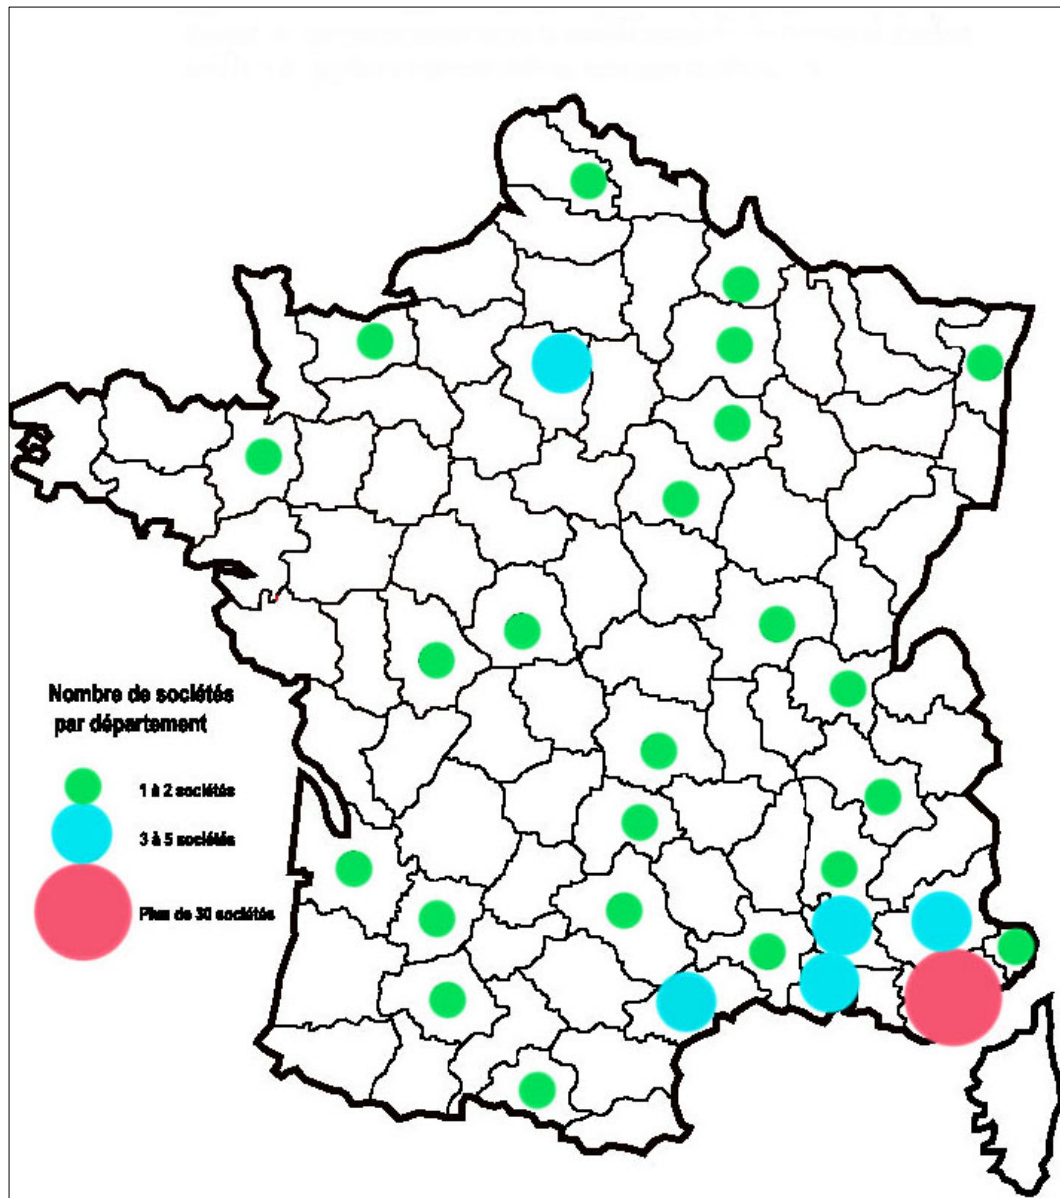 Nombre de sociétés
par département
1 à 2 sociétés
3 à 5 sociétés
Plus de 30 sociétés